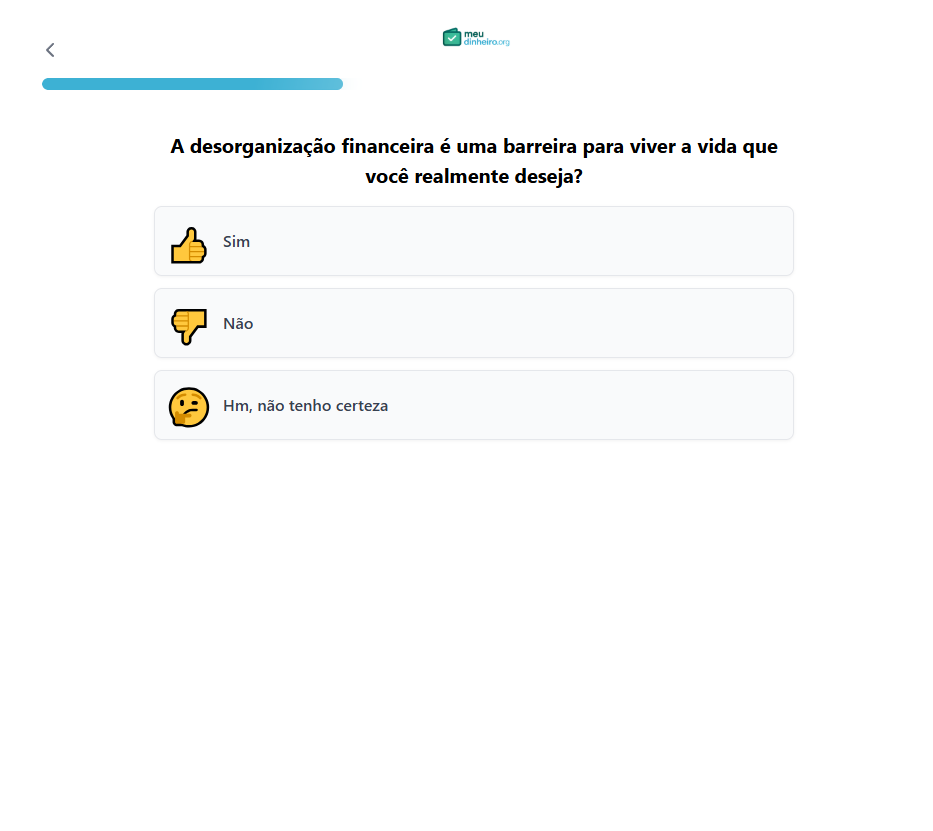 meu
dinheiro.org
A desorganização financeira é uma barreira para viver a vida que
você realmente deseja?
Sim
Não
Hm, não tenho certeza